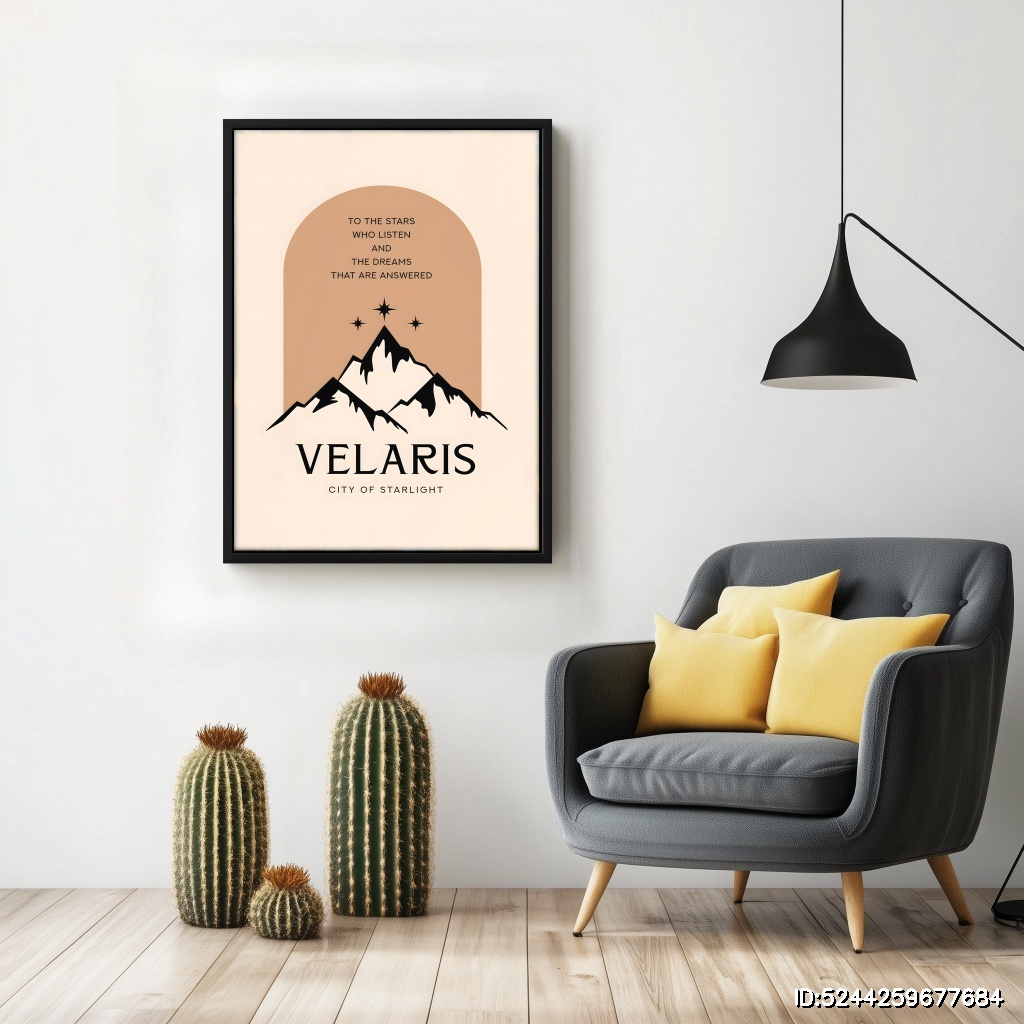 TO THE STARS
WHO LISTEN
AND
THE DREAMS
THAT ARE ANSWERED
VELARIS
CITY OF STARLIGHT
ID:5244259677684